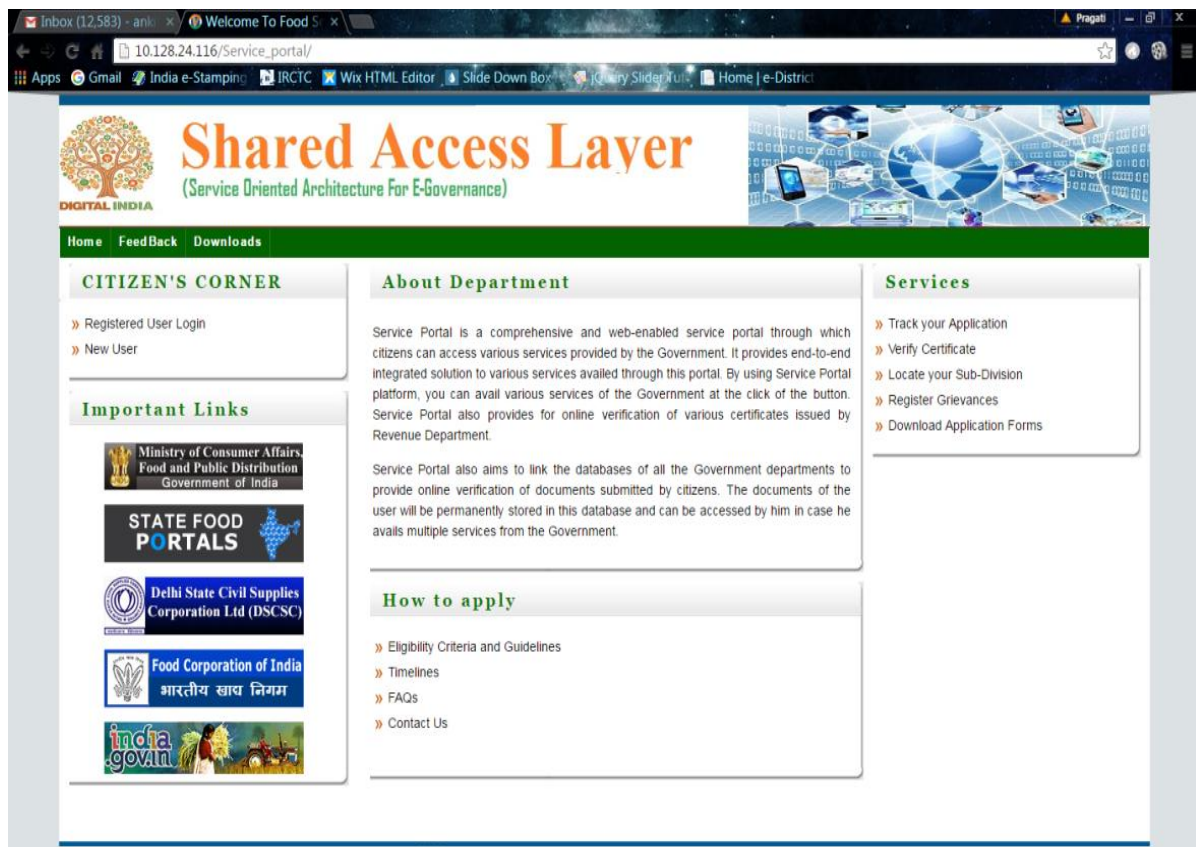 Inbox (12,583) - ank
Welcome To Food Se
Pragati
10.128.24.116/Service_portal/
Apps
Gmail
India e-Stamping
IRCTC
Wix HTML Editor
Slide Down Box
jQuery Slider Tut
Home | e-District
DIGITAL INDIA
Shared Access Layer
(Service Oriented Architecture For E-Governance)
Home FeedBack Downloads
CITIZEN'S CORNER
» Registered User Login
» New User
Important Links
Ministry of Consumer Affairs,
Food and Public Distribution
Government of India
STATE FOOD
PORTALS
Delhi State Civil Supplies
Corporation Ltd (DSCSC)
Food Corporation of India
भारतीय खाद्य निगम
india
.gov.in
About Department
Service Portal is a comprehensive and web-enabled service portal through which
citizens can access various services provided by the Government. It provides end-to-end
integrated solution to various services availed through this portal. By using Service Portal
platform, you can avail various services of the Government at the click of the button.
Service Portal also provides for online verification of various certificates issued by
Revenue Department.
Service Portal also aims to link the databases of all the Government departments to
provide online verification of documents submitted by citizens. The documents of the
user will be permanently stored in this database and can be accessed by him in case he
avails multiple services from the Government.
How to apply
» Eligibility Criteria and Guidelines
» Timelines
» FAQs
» Contact Us
Services
» Track your Application
» Verify Certificate
» Locate your Sub-Division
» Register Grievances
» Download Application Forms